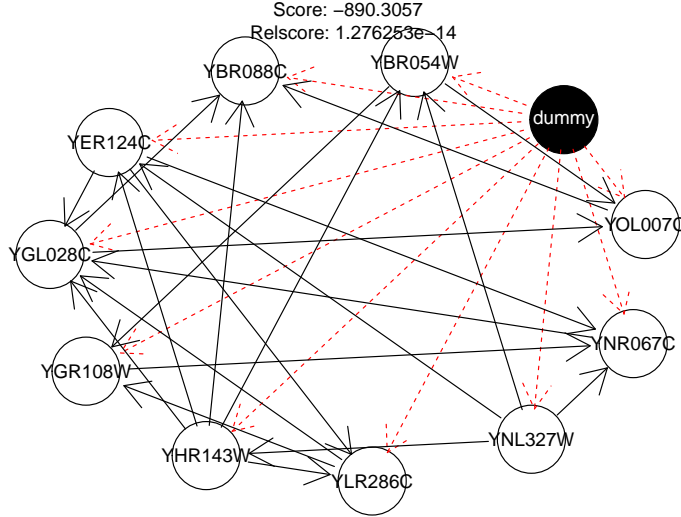 Score: −890.3057
Relscore: 1.276253e−14
YBR054W
YBR088C
dummy
YER124C
YOL007C
YGL028C
YNR067C
YGR108W
YNL327W
YHR143W
YLR286C